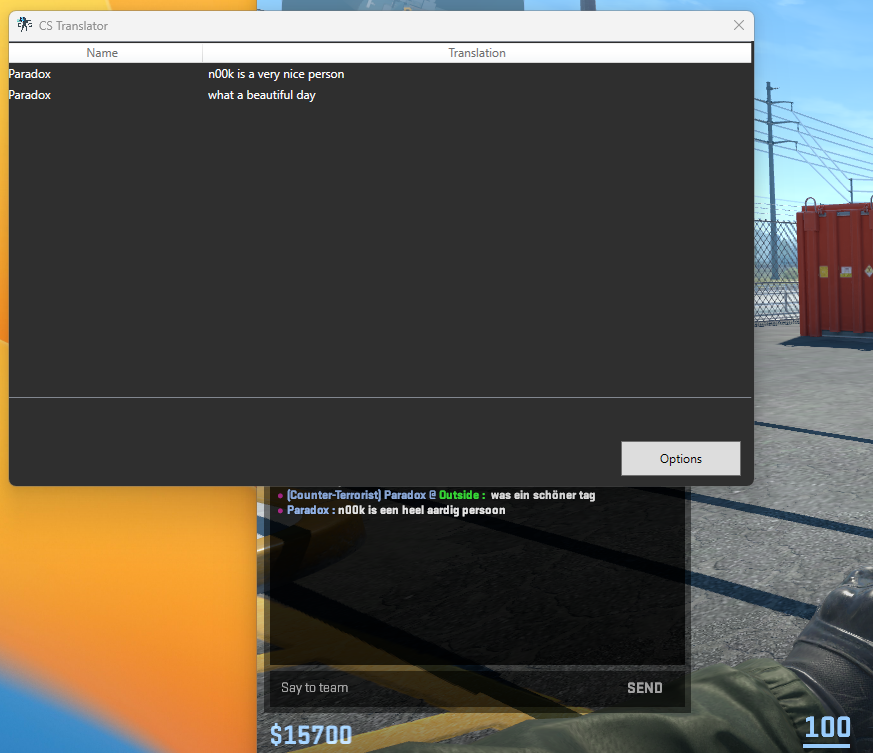 CS Translator
Name Translation
Paradox n00k is a very nice person
Paradox what a beautiful day
Options
• (Counter-Terrorist) Paradox @ Outside : was ein schöner tag
• Paradox : n00k is een heel aardig persoon
Say to team SEND
$15700 100